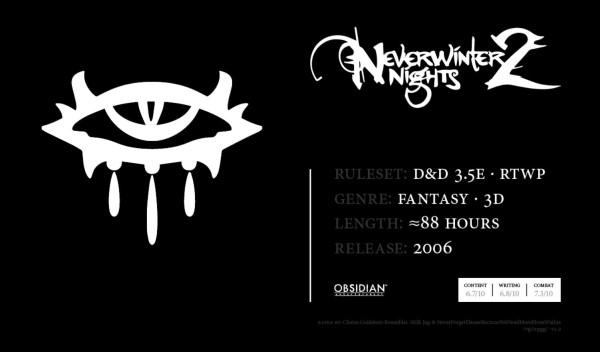 Neverwinter 2
Nights
RULESET: D&D 3.5E · RTWP
GENRE: FANTASY · 3D
LENGTH: ≈88 HOURS
RELEASE: 2006
OBSIDIAN
CONTENT WRITING COMBAT
6.7/10 6.8/10 7.3/10